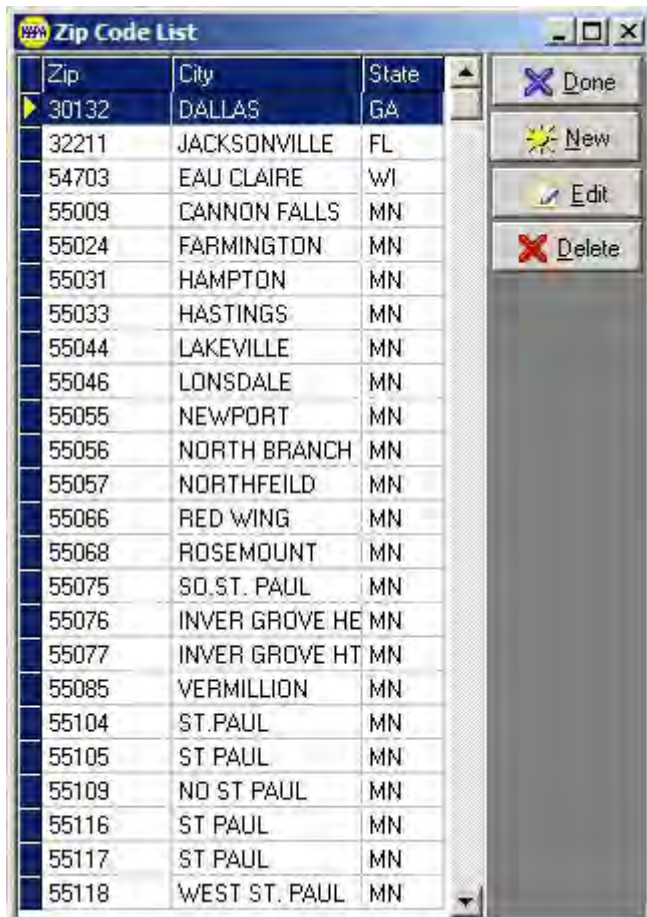 Zip Code List
Zip City State
30132 DALLAS GA
32211 JACKSONVILLE FL
54703 EAU CLAIRE WI
55009 CANNON FALLS MN
55024 FARMINGTON MN
55031 HAMPTON MN
55033 HASTINGS MN
55044 LAKEVILLE MN
55046 LONSDALE MN
55055 NEWPORT MN
55056 NORTH BRANCH MN
55057 NORTHFEILD MN
55066 RED WING MN
55068 ROSEMOUNT MN
55075 SO.ST. PAUL MN
55076 INVER GROVE HE MN
55077 INVER GROVE HT MN
55085 VERMILLION MN
55104 ST.PAUL MN
55105 ST PAUL MN
55109 NO ST PAUL MN
55116 ST PAUL MN
55117 ST PAUL MN
55118 WEST ST. PAUL MN
Done
New
Edit
Delete